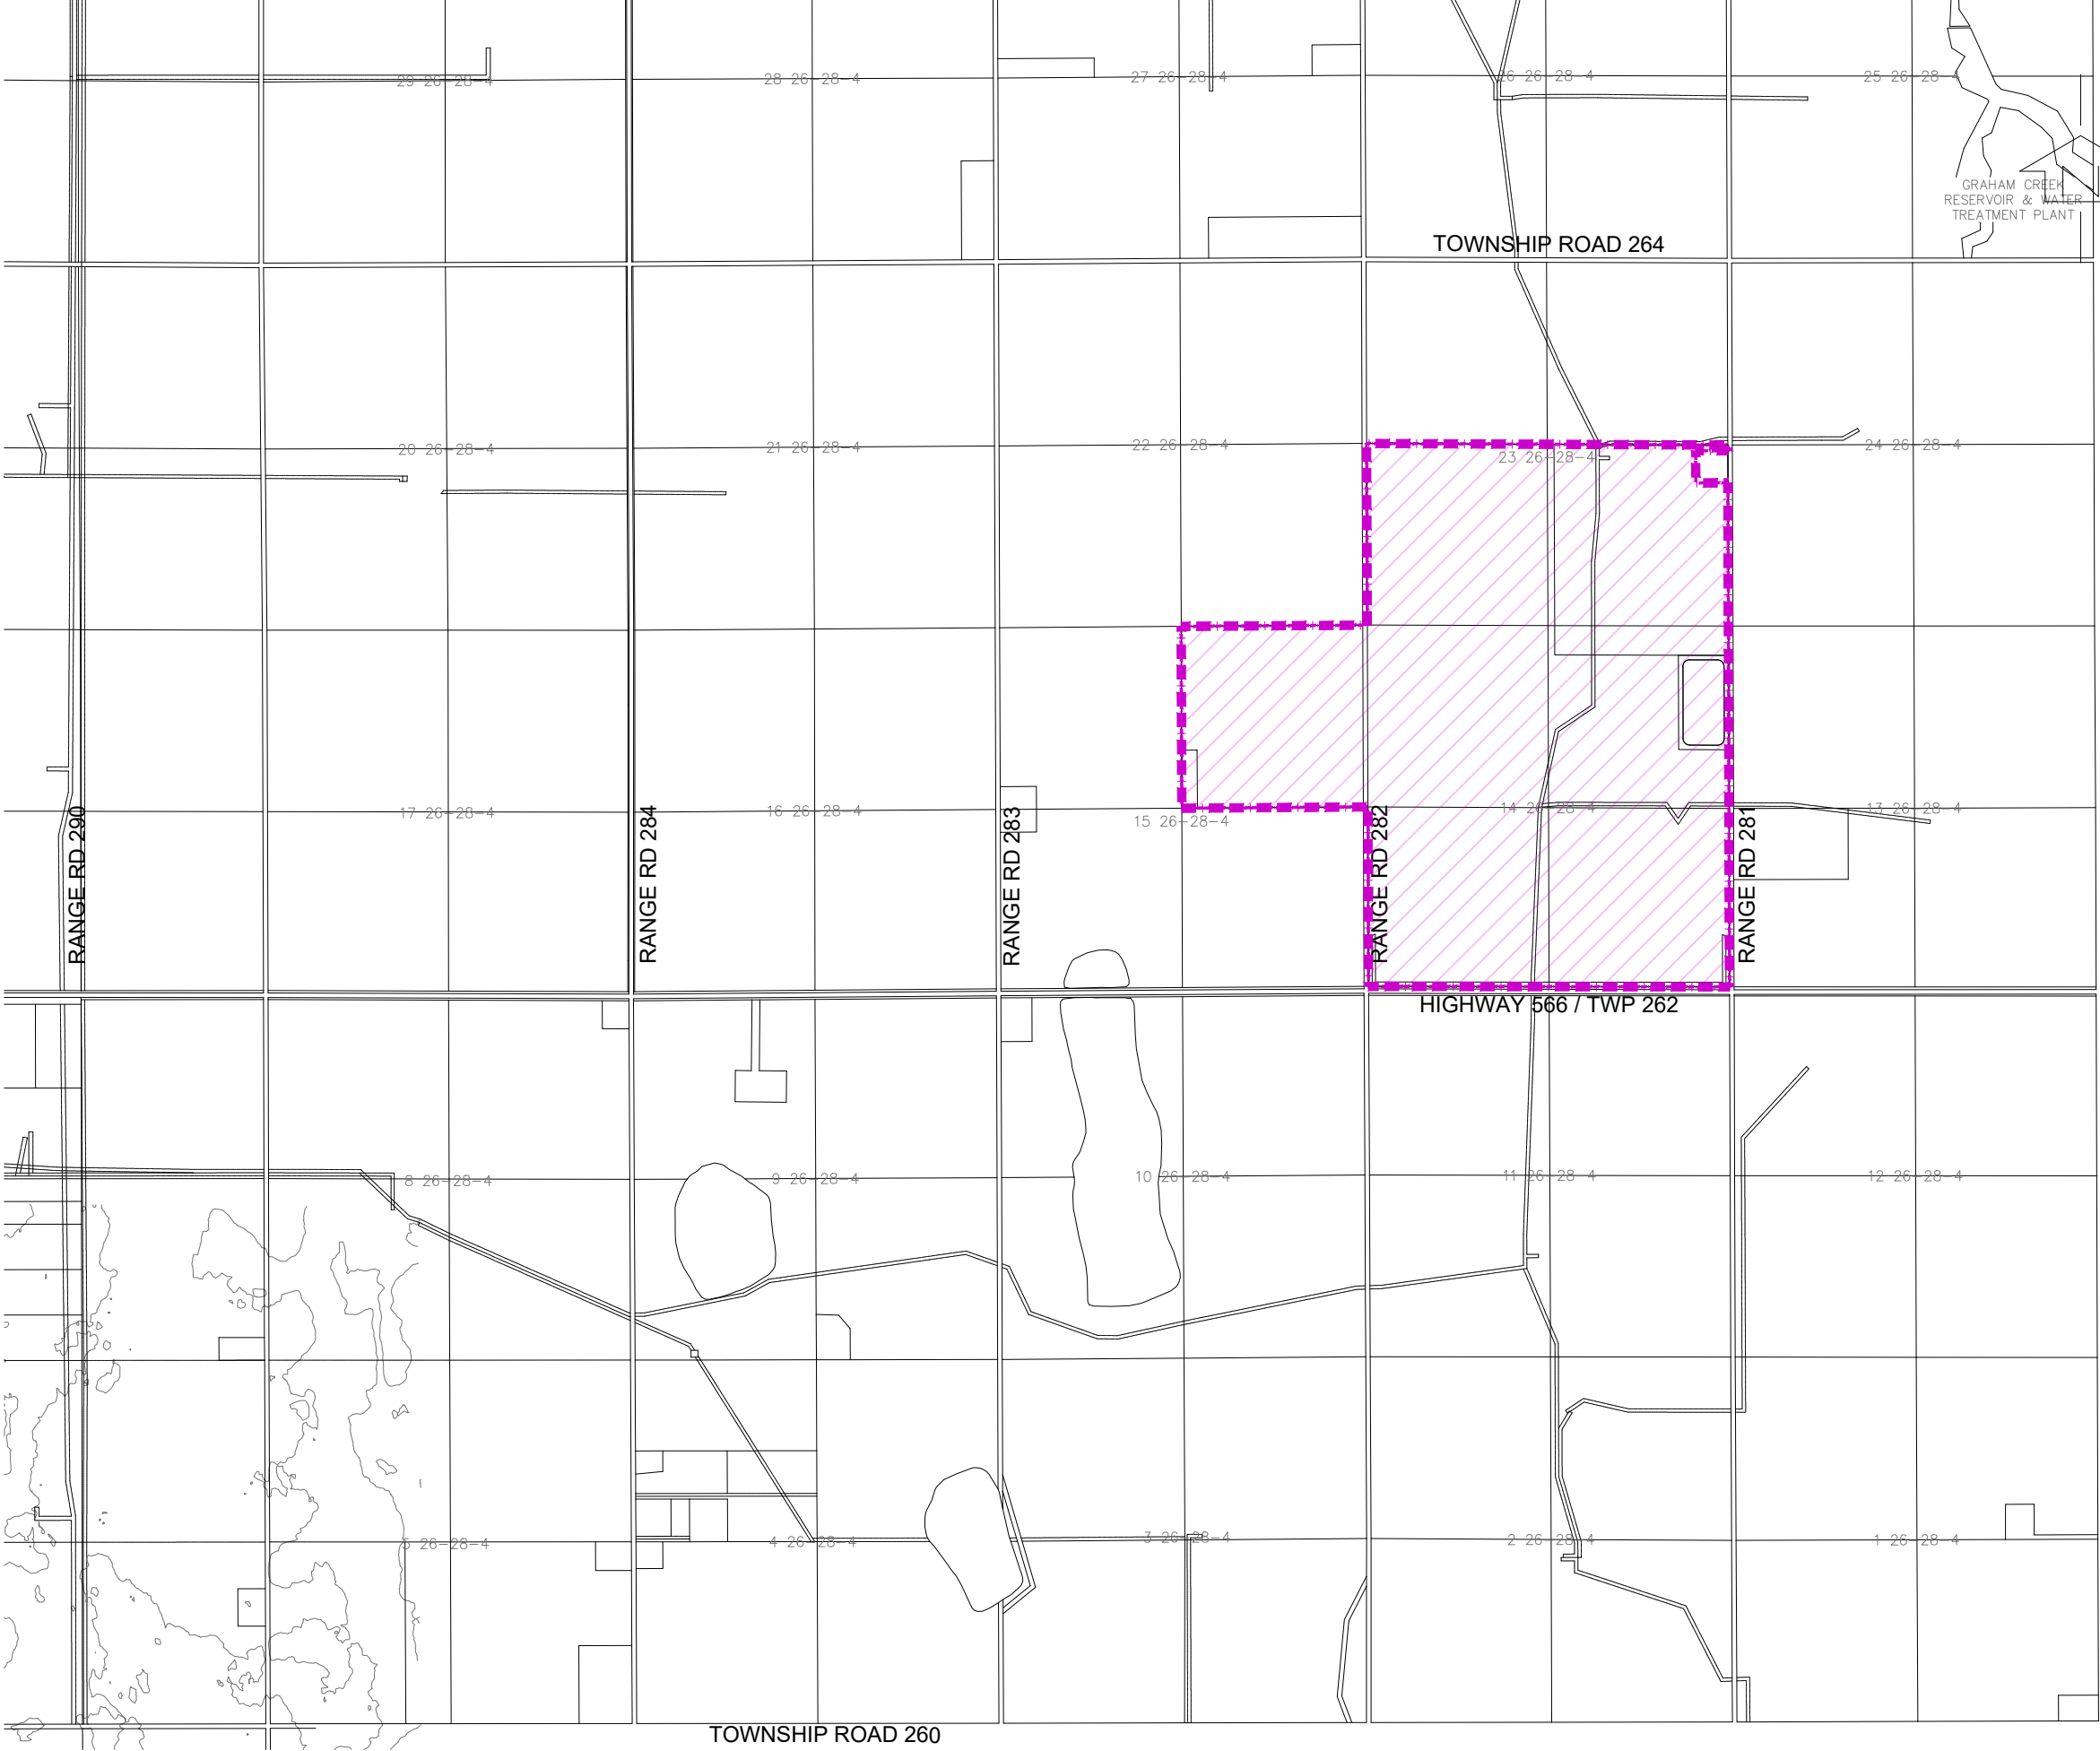 29 26-28-4
28 26-28-4
27 26-28-4
26 26-28-4
25 26-28-4
GRAHAM CREEK
RESERVOIR & WATER
TREATMENT PLANT
TOWNSHIP ROAD 264
20 26-28-4
21 26-28-4
22 26-28-4
23 26-28-4
24 26-28-4
17 26-28-4
16 26-28-4
15 26-28-4
14 26-28-4
13 26-28-4
RANGE RD 290
RANGE RD 284
RANGE RD 283
RANGE RD 282
RANGE RD 281
HIGHWAY 566 / TWP 262
8 26-28-4
9 26-28-4
10 26-28-4
11 26-28-4
12 26-28-4
5 26-28-4
4 26-28-4
3 26-28-4
2 26-28-4
1 26-28-4
TOWNSHIP ROAD 260